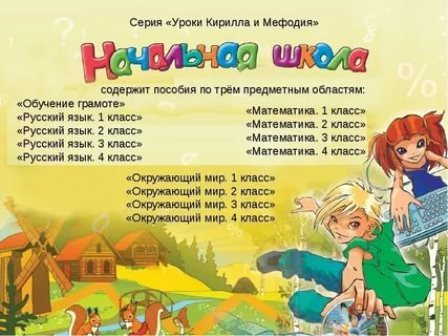 Серия «Уроки Кирилла и Мефодия»
Начальная школа
содержит пособия по трём предметным областям:
«Обучение грамоте»
«Русский язык. 1 класс»
«Русский язык. 2 класс»
«Русский язык. 3 класс»
«Русский язык. 4 класс»
«Математика. 1 класс»
«Математика. 2 класс»
«Математика. 3 класс»
«Математика. 4 класс»
«Окружающий мир. 1 класс»
«Окружающий мир. 2 класс»
«Окружающий мир. 3 класс»
«Окружающий мир. 4 класс»
%